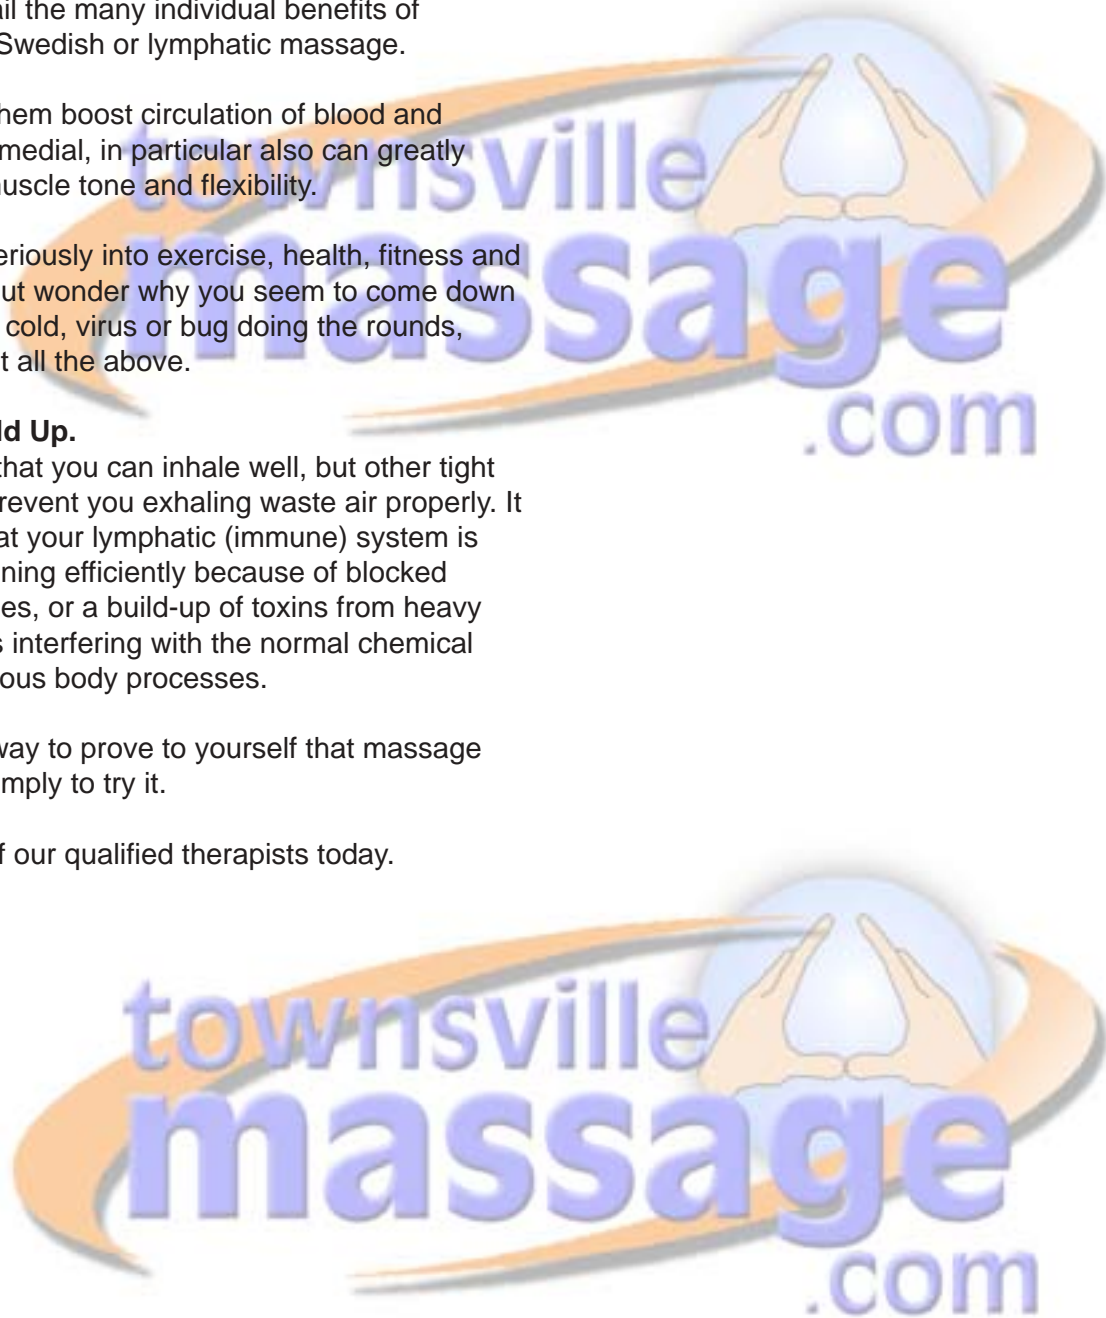 ail the many individual benefits of
Swedish or lymphatic massage.
hem boost circulation of blood and
medial, in particular also can greatly
nuscle tone and flexibility.
eriously into exercise, health, fitness and
out wonder why you seem to come down
cold, virus or bug doing the rounds,
t all the above.
ld Up.
that you can inhale well, but other tight
revent you exhaling waste air properly. It
at your lymphatic (immune) system is
ning efficiently because of blocked
es, or a build-up of toxins from heavy
s interfering with the normal chemical
ous body processes.
way to prove to yourself that massage
mply to try it.
f our qualified therapists today.
townsville
massage
.com
townsville
massage
.com